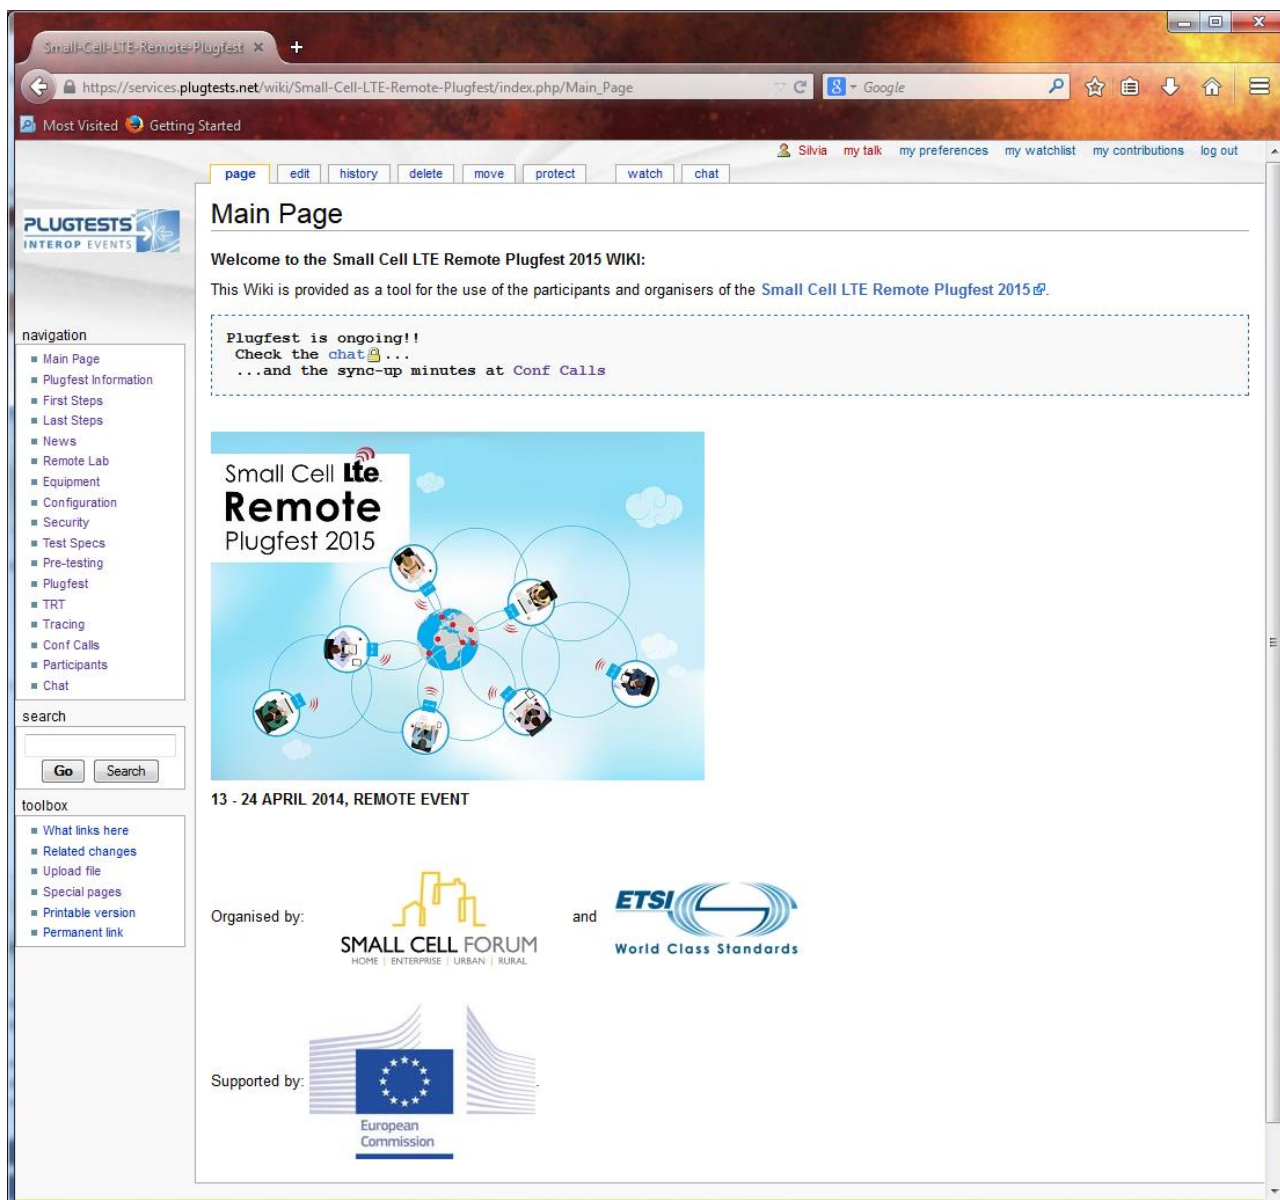 Small-Cell-LTE-Remote-Plugfest
https://services.plugtests.net/wiki/Small-Cell-LTE-Remote-Plugfest/index.php/Main_Page
Google
Most Visited Getting Started
Silvia my talk my preferences my watchlist my contributions log out
page edit history delete move protect watch chat
PLUGTESTS
INTEROP EVENTS
Main Page
Welcome to the Small Cell LTE Remote Plugfest 2015 WIKI:
This Wiki is provided as a tool for the use of the participants and organisers of the Small Cell LTE Remote Plugfest 2015.
Plugfest is ongoing!!
Check the chat...
...and the sync-up minutes at Conf Calls
navigation
Main Page
Plugfest Information
First Steps
Last Steps
News
Remote Lab
Equipment
Configuration
Security
Test Specs
Pre-testing
Plugfest
TRT
Tracing
Conf Calls
Participants
Chat
search
Go Search
toolbox
What links here
Related changes
Upload file
Special pages
Printable version
Permanent link
Small Cell lte
Remote
Plugfest 2015
13 - 24 APRIL 2014, REMOTE EVENT
Organised by:
SMALL CELL FORUM
HOME | ENTERPRISE | URBAN | RURAL
and
ETSI
World Class Standards
Supported by:
European
Commission
.